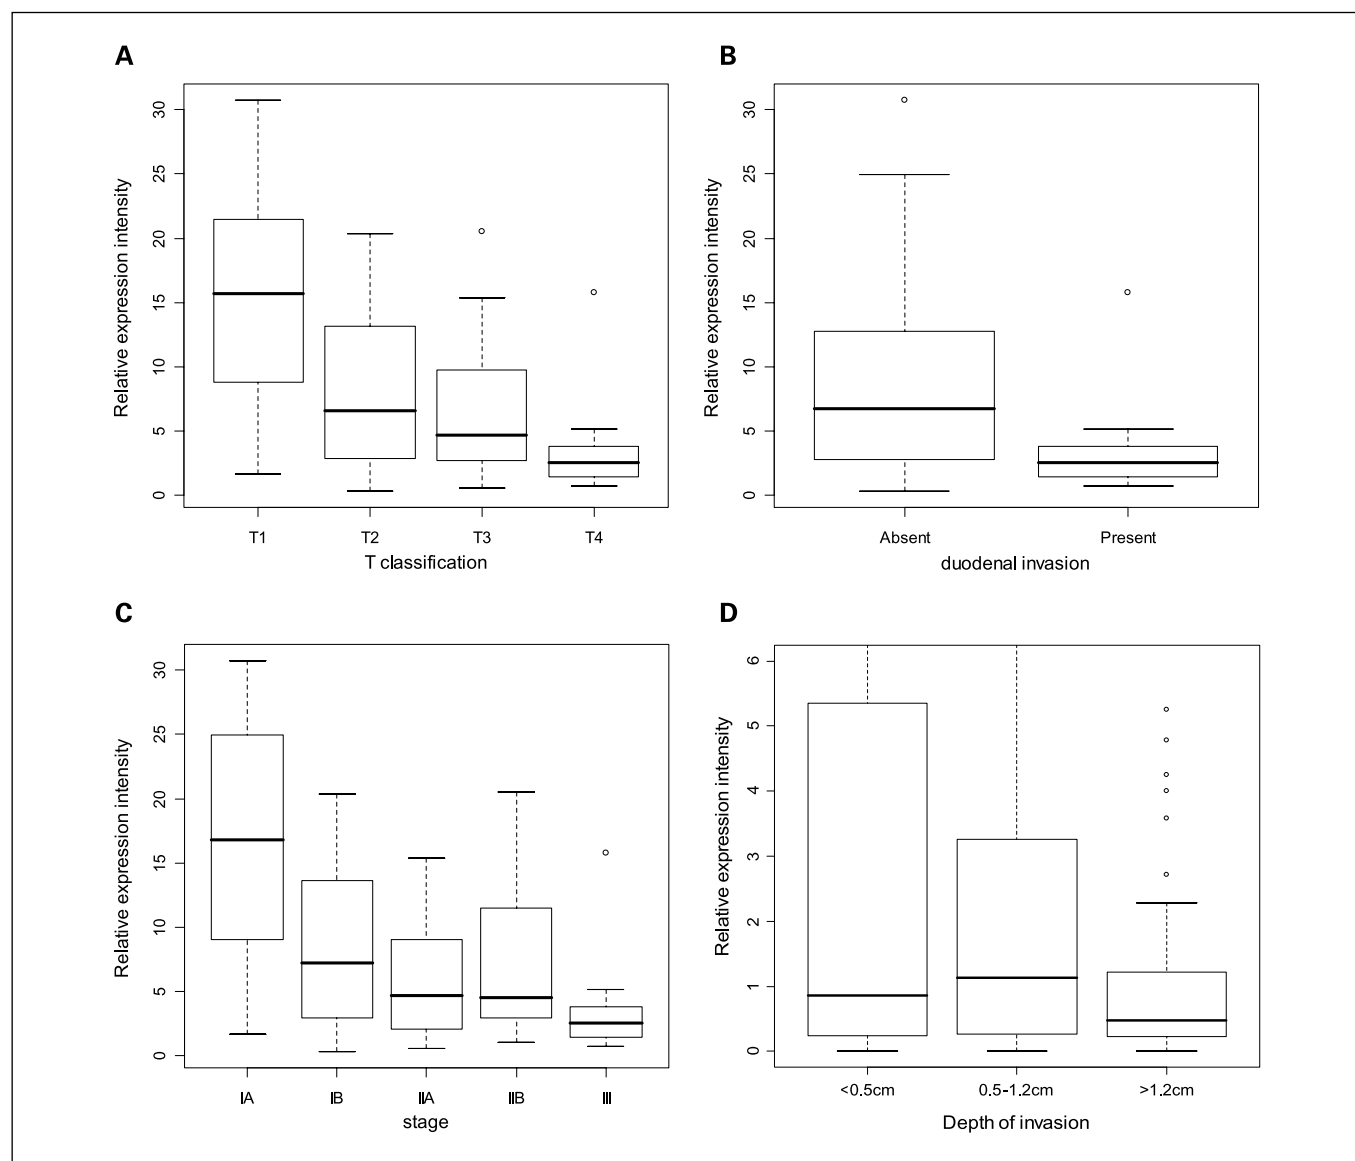 A
Relative expression intensity
30
25
20
15
10
5
0
T1 T2 T3 T4
T classification
B
Relative expression intensity
30
25
20
15
10
5
0
Absent Present
duodenal invasion
C
Relative expression intensity
30
25
20
15
10
5
0
IA IB IIA IIB III
stage
D
Relative expression intensity
6
5
4
3
2
1
0
<0.5cm 0.5-1.2cm >1.2cm
Depth of invasion